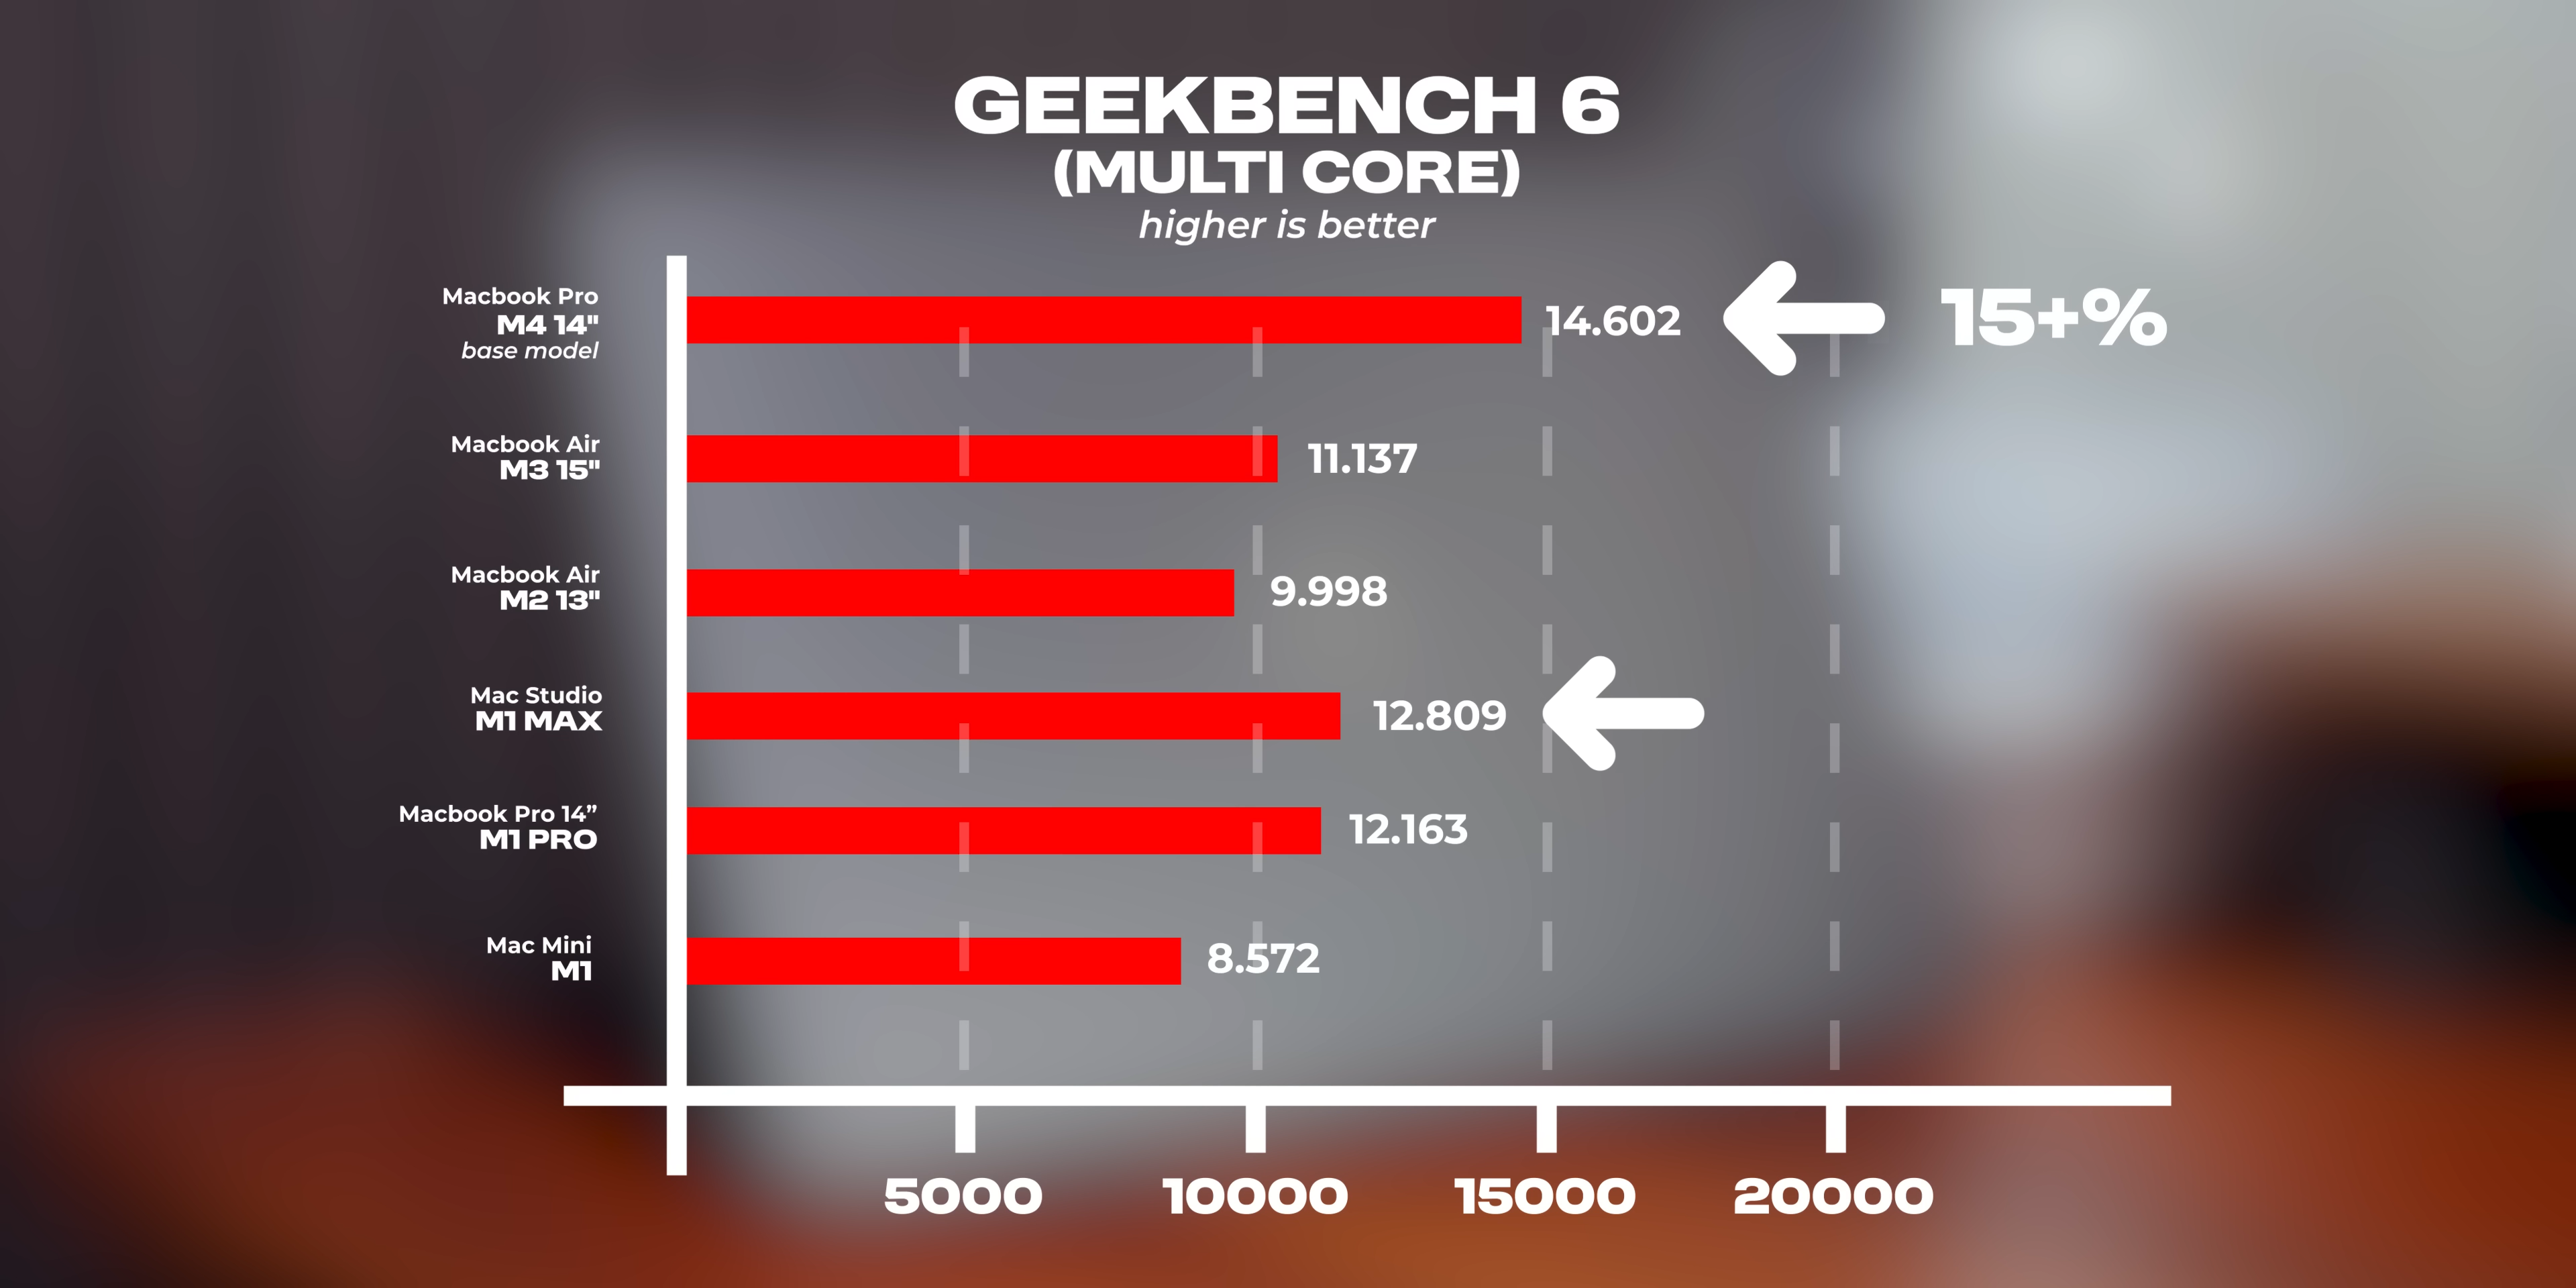 GEEKBENCH 6
(MULTI CORE)
higher is better
Macbook Pro
M4 14"
base model
14.602
15+%
Macbook Air
M3 15"
11.137
Macbook Air
M2 13"
9.998
Mac Studio
M1 MAX
12.809
Macbook Pro 14”
M1 PRO
12.163
Mac Mini
M1
8.572
5000 10000 15000 20000